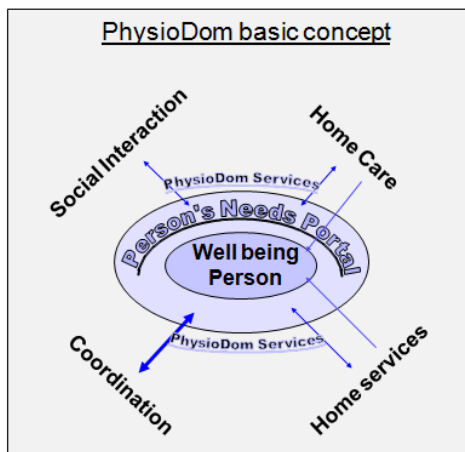 PhysioDom basic concept
Social Interaction
Home Care
PhysioDom Services
Person's Needs Portal
Well being
Person
PhysioDom Services
Coordination
Home services